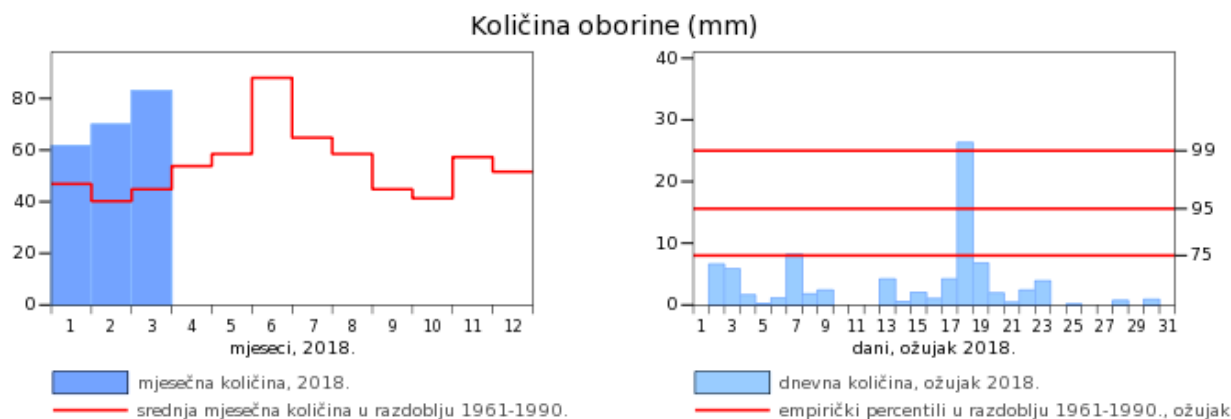 Količina oborine (mm)
80
60
40
20
0
1 2 3 4 5 6 7 8 9 10 11 12
mjeseci, 2018.
mjesečna količina, 2018.
srednja mjesečna količina u razdoblju 1961-1990.
40
30
20
10
0
99
95
75
1 3 5 7 9 11 13 15 17 19 21 23 25 27 29 31
dani, ožujak 2018.
dnevna količina, ožujak 2018.
empirički percentili u razdoblju 1961-1990., ožujak